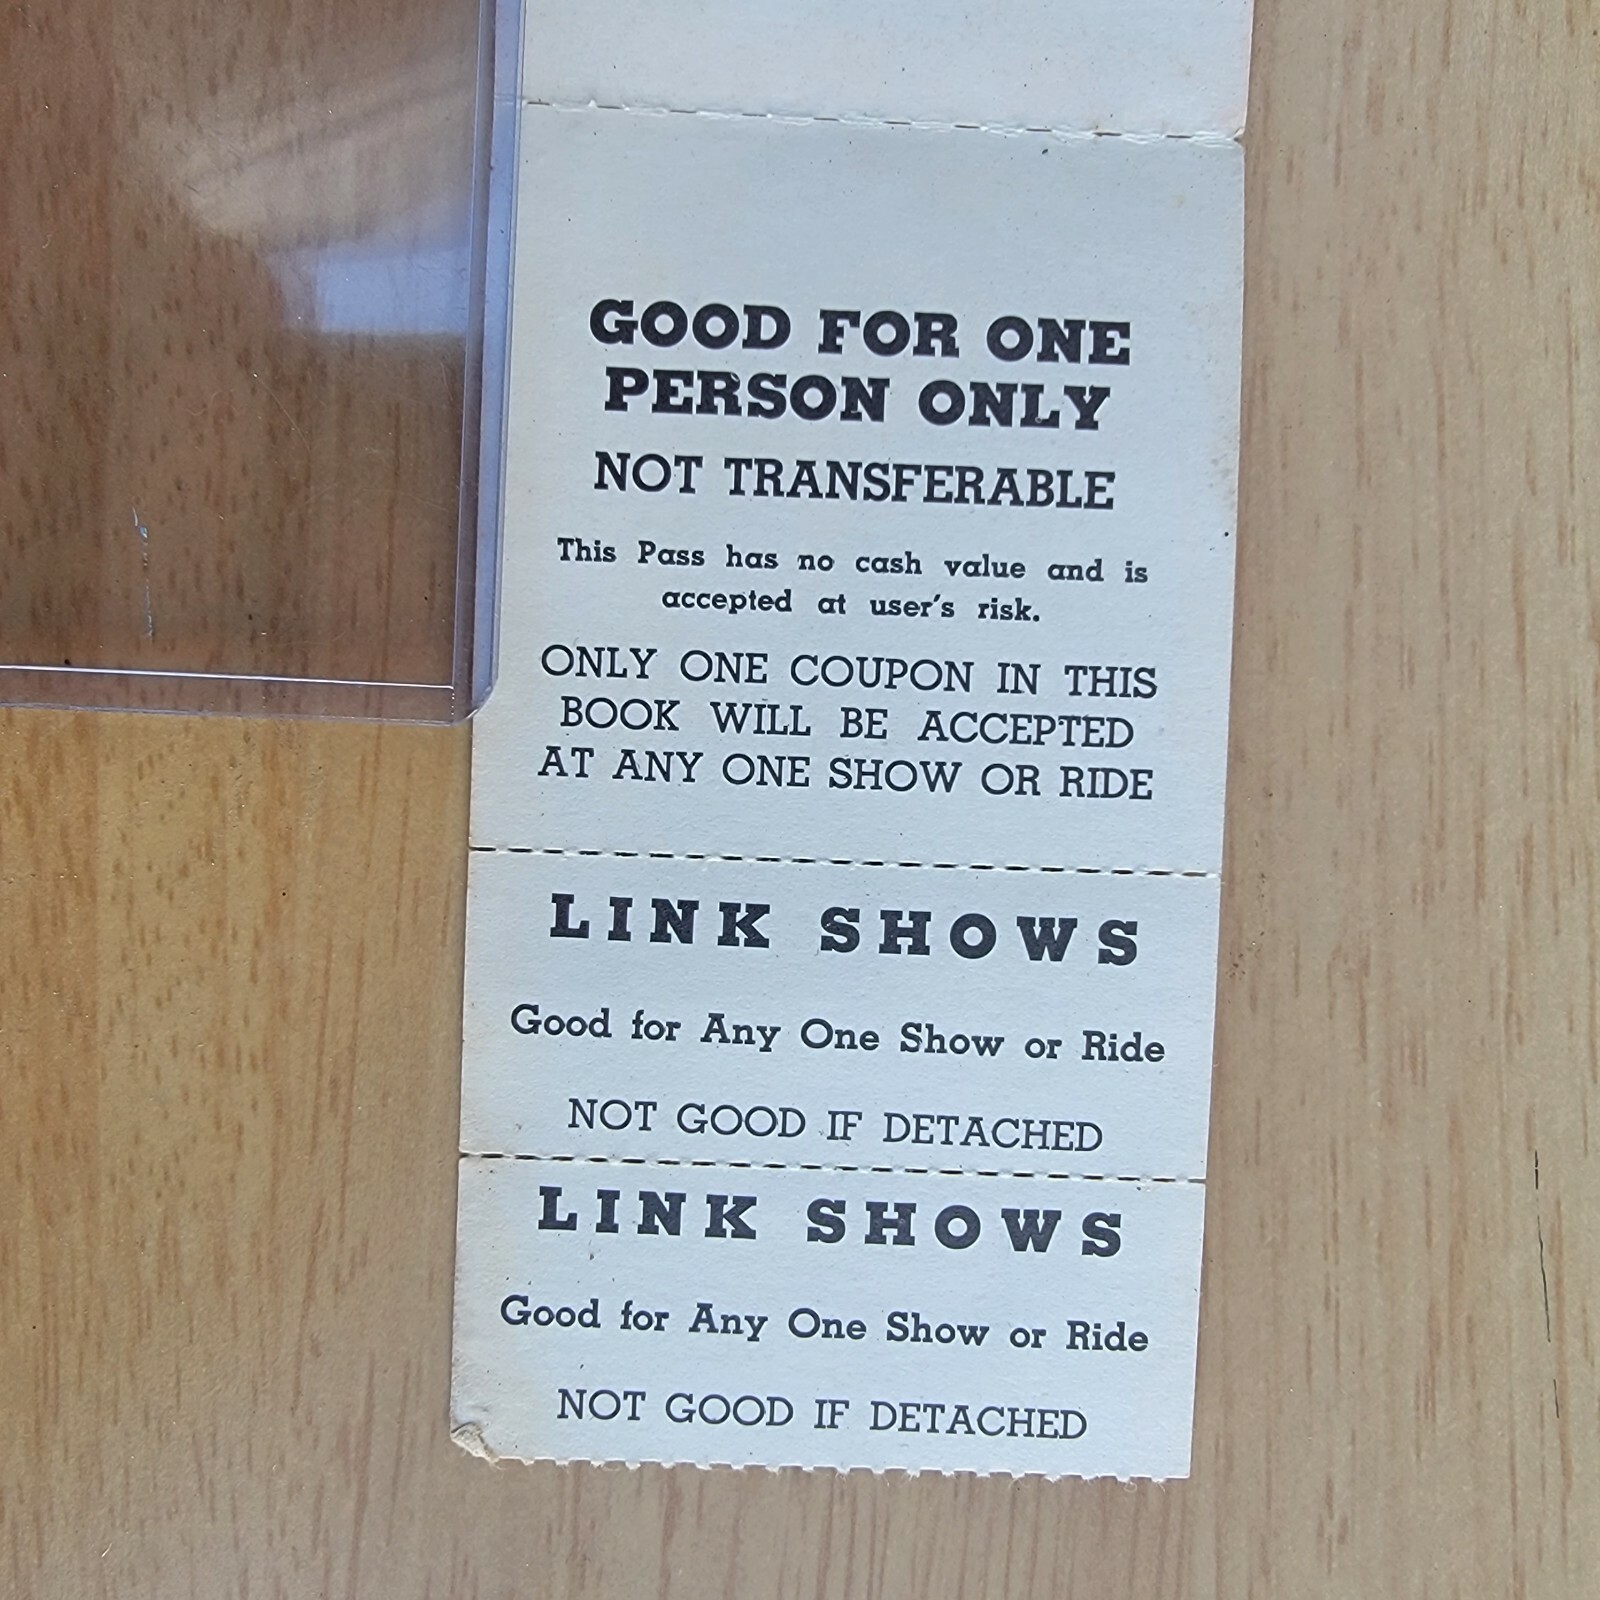 GOOD FOR ONE
PERSON ONLY
NOT TRANSFERABLE
This Pass has no cash value and is
accepted at user's risk.
ONLY ONE COUPON IN THIS
BOOK WILL BE ACCEPTED
AT ANY ONE SHOW OR RIDE
LINK SHOWS
Good for Any One Show or Ride
NOT GOOD IF DETACHED
LINK SHOWS
Good for Any One Show or Ride
NOT GOOD IF DETACHED